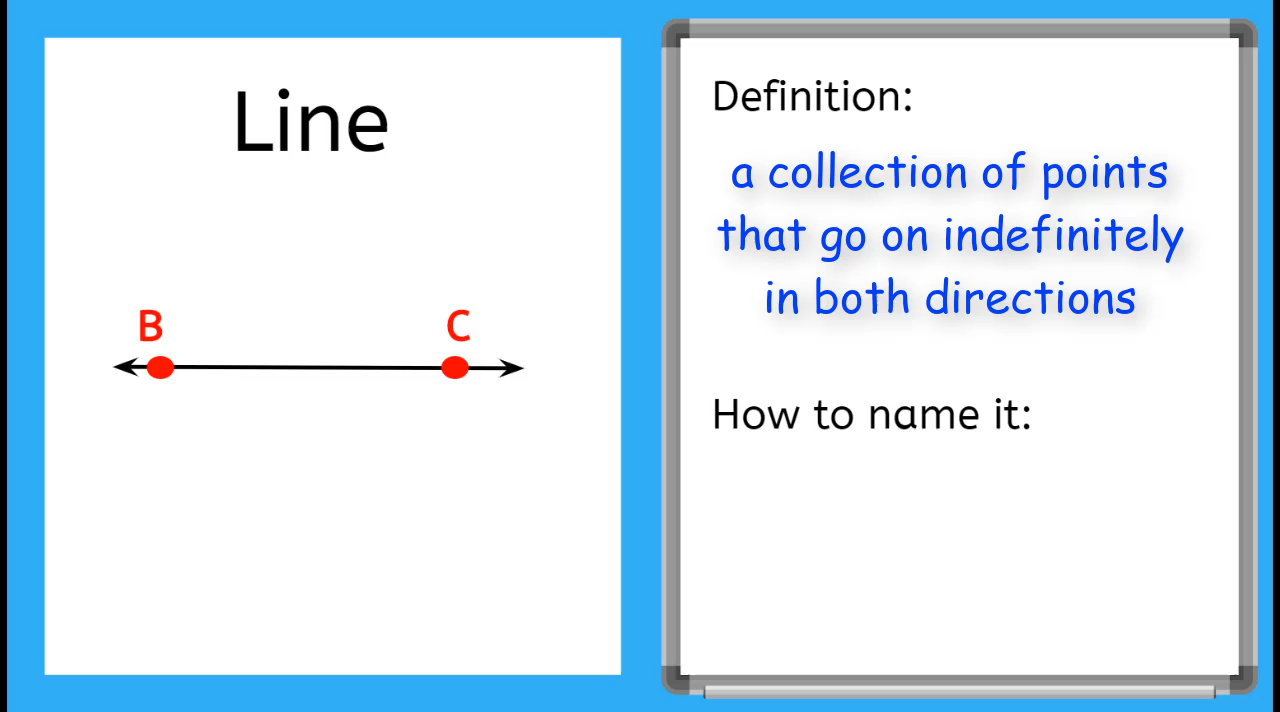 Line
B C
Definition:
a collection of points
that go on indefinitely
in both directions
How to name it: